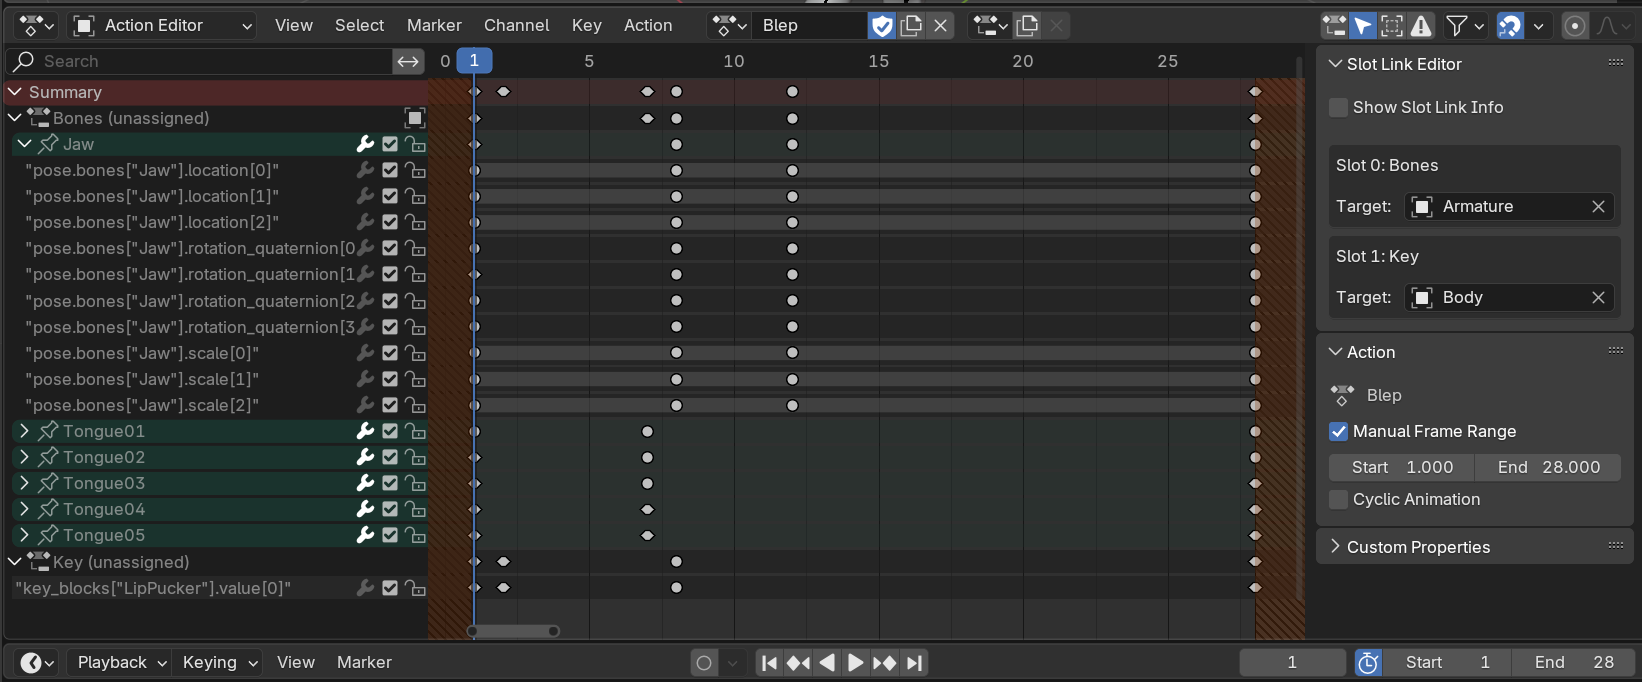 Action Editor View Select Marker Channel Key Action Blep
Search 0 1 5 10 15 20 25
Summary
Bones (unassigned)
Jaw
"pose.bones["Jaw"].location[0]"
"pose.bones["Jaw"].location[1]"
"pose.bones["Jaw"].location[2]"
"pose.bones["Jaw"].rotation_quaternion[0
"pose.bones["Jaw"].rotation_quaternion[1
"pose.bones["Jaw"].rotation_quaternion[2
"pose.bones["Jaw"].rotation_quaternion[3
"pose.bones["Jaw"].scale[0]"
"pose.bones["Jaw"].scale[1]"
"pose.bones["Jaw"].scale[2]"
Tongue01
Tongue02
Tongue03
Tongue04
Tongue05
Key (unassigned)
"key_blocks["LipPucker"].value[0]"
Slot Link Editor
Show Slot Link Info
Slot 0: Bones
Target: Armature
Slot 1: Key
Target: Body
Action
Blep
Manual Frame Range
Start 1.000 End 28.000
Cyclic Animation
Custom Properties
Playback Keying View Marker 1 Start 1 End 28